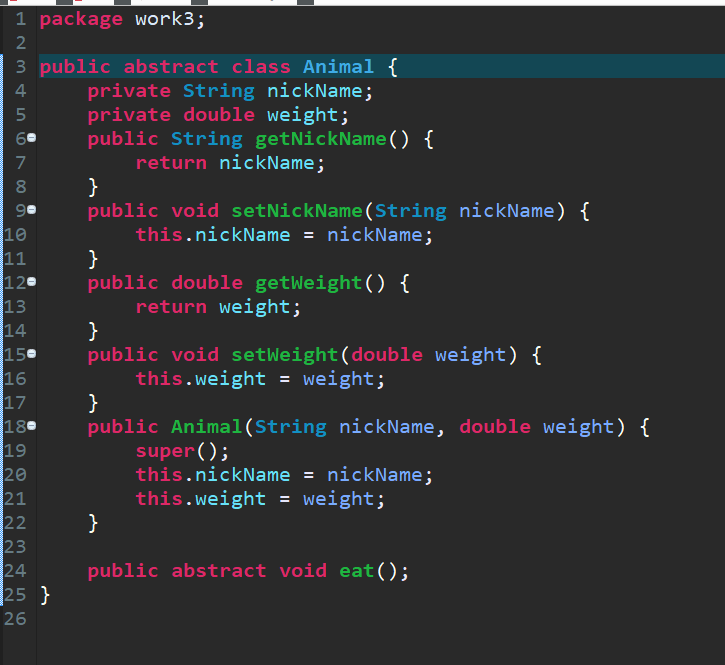 1 package work3;
2
3 public abstract class Animal {
4     private String nickName;
5     private double weight;
6     public String getNickName() {
7         return nickName;
8     }
9     public void setNickName(String nickName) {
10         this.nickName = nickName;
11     }
12     public double getWeight() {
13         return weight;
14     }
15     public void setWeight(double weight) {
16         this.weight = weight;
17     }
18     public Animal(String nickName, double weight) {
19         super();
20         this.nickName = nickName;
21         this.weight = weight;
22     }
23
24     public abstract void eat();
25 }
26